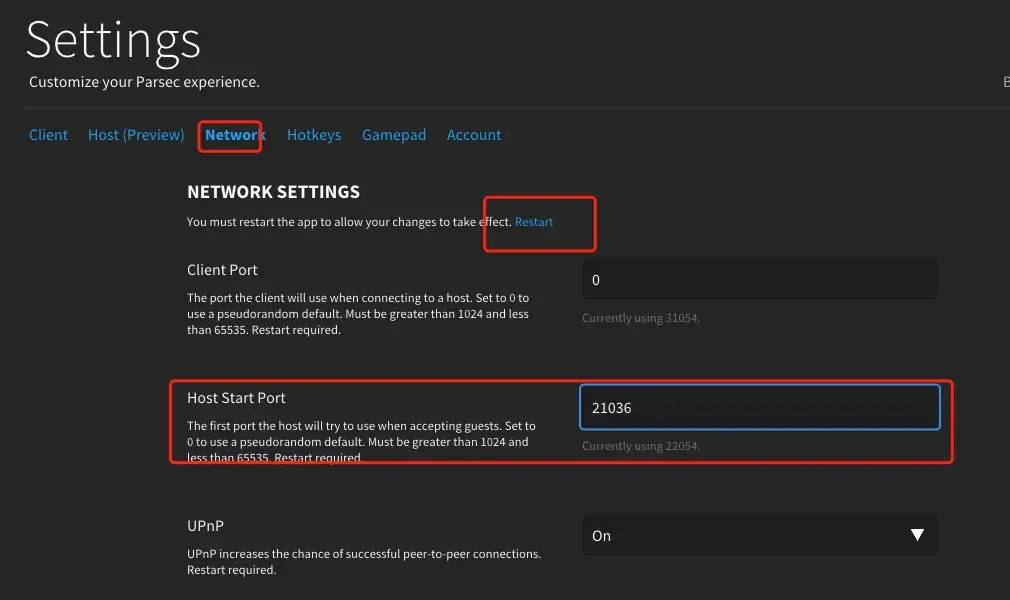 Settings
Customize your Parsec experience.
Client Host (Preview) Network Hotkeys Gamepad Account
NETWORK SETTINGS
You must restart the app to allow your changes to take effect. Restart
Client Port
0
The port the client will use when connecting to a host. Set to 0 to
use a pseudorandom default. Must be greater than 1024 and less
than 65535. Restart required.
Currently using 31054.
Host Start Port
21036
The first port the host will try to use when accepting guests. Set to
0 to use a pseudorandom default. Must be greater than 1024 and
less than 65535. Restart required.
Currently using 22054.
UPnP
On
UPnP increases the chance of successful peer-to-peer connections.
Restart required.